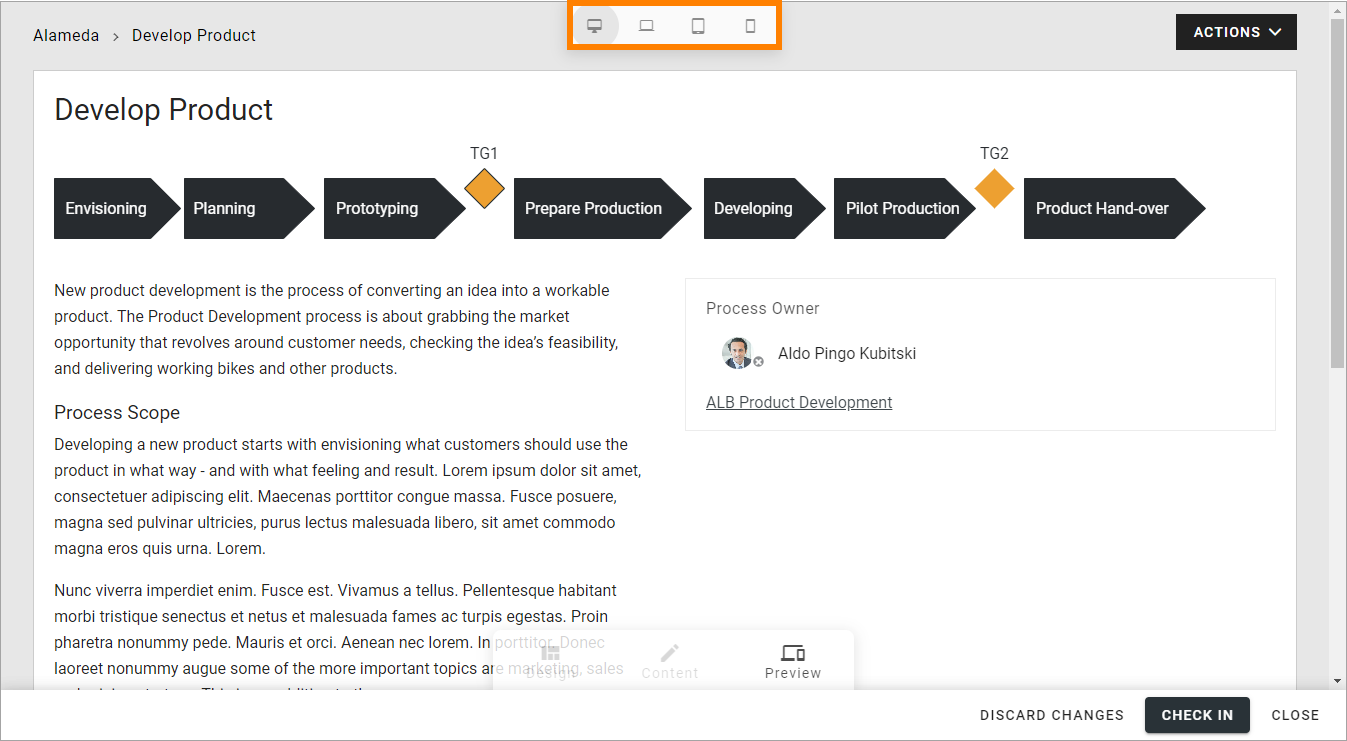 Alameda > Develop Product
ACTIONS
Develop Product
TG1
TG2
Envisioning
Planning
Prototyping
Prepare Production
Developing
Pilot Production
Product Hand-over
New product development is the process of converting an idea into a workable
product. The Product Development process is about grabbing the market
opportunity that revolves around customer needs, checking the idea's feasibility,
and delivering working bikes and other products.
Process Scope
Developing a new product starts with envisioning what customers should use the
product in what way - and with what feeling and result. Lorem ipsum dolor sit amet,
consectetuer adipiscing elit. Maecenas porttitor congue massa. Fusce posuere,
magna sed pulvinar ultricies, purus lectus malesuada libero, sit amet commodo
magna eros quis urna. Lorem.
Nunc viverra imperdiet enim. Fusce est. Vivamus a tellus. Pellentesque habitant
morbi tristique senectus et netus et malesuada fames ac turpis egestas. Proin
pharetra nonummy pede. Mauris et orci. Aenean nec lorem. In porttitor. Donec
laoreet nonummy augue some of the more important topics are marketing, sales
Process Owner
Aldo Pingo Kubitski
ALB Product Development
Design
Content
Preview
DISCARD CHANGES
CHECK IN
CLOSE